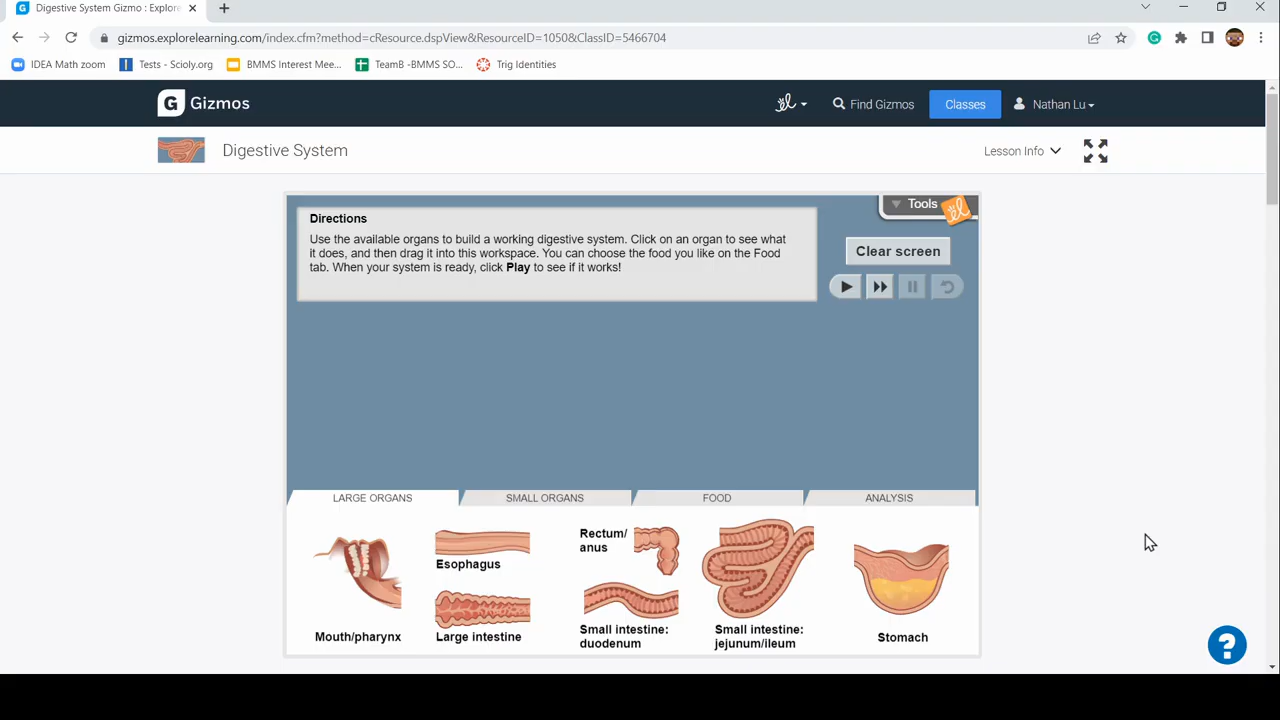 Digestive System Gizmo : Explore
gizmos.explorelearning.com/index.cfm?method=cResource.dspView&ResourceID=1050&ClassID=5466704
IDEA Math zoom Tests - Scioly.org BMMS Interest Mee... TeamB -BMMS SO... Trig Identities
G Gizmos Find Gizmos Classes Nathan Lu
Digestive System Lesson Info
Tools
Directions
Use the available organs to build a working digestive system. Click on an organ to see what
it does, and then drag it into this workspace. You can choose the food you like on the Food
tab. When your system is ready, click Play to see if it works!
Clear screen
LARGE ORGANS SMALL ORGANS FOOD ANALYSIS
Mouth/pharynx
Esophagus
Large intestine
Rectum/
anus
Small intestine:
duodenum
Small intestine:
jejunum/ileum
Stomach
?